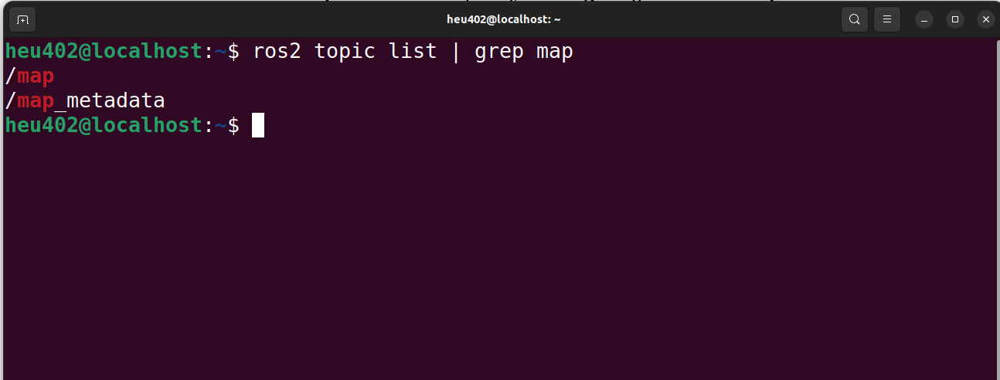 heu402@localhost: ~
heu402@localhost:~$ ros2 topic list | grep map
/map
/map_metadata
heu402@localhost:~$